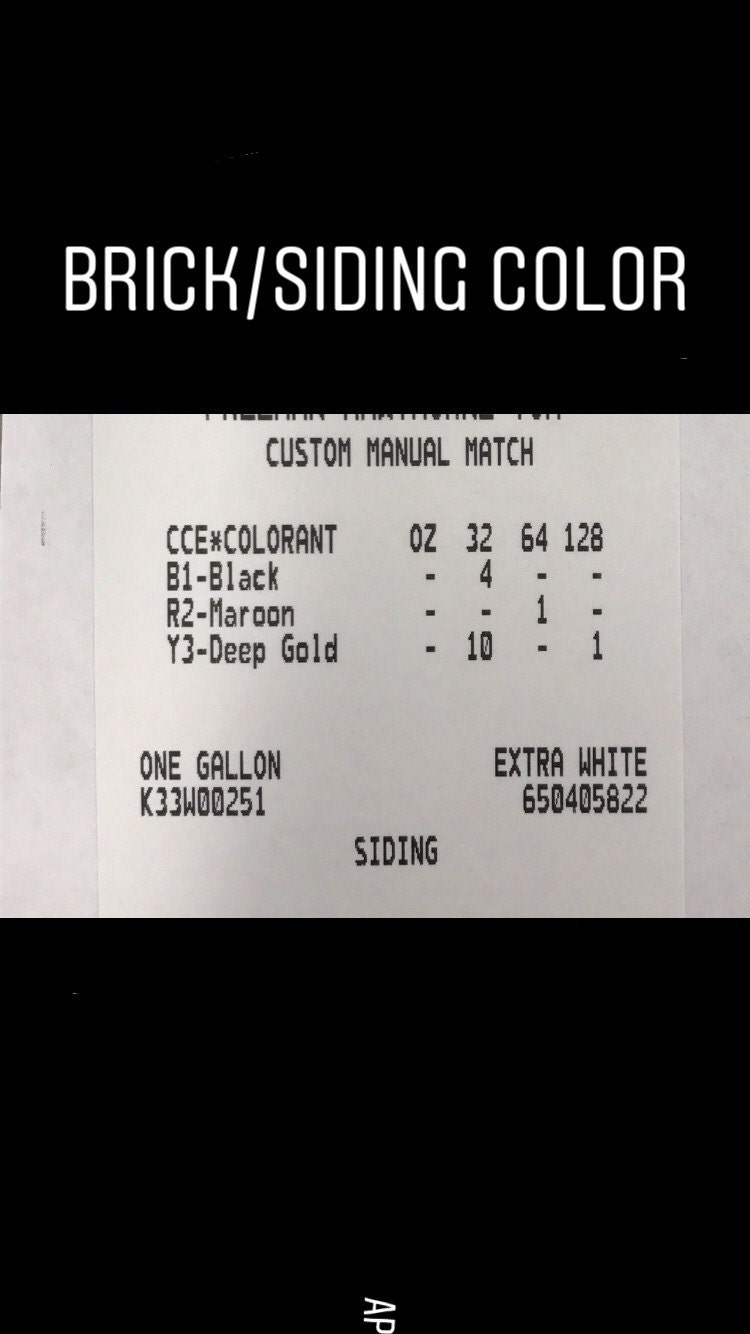 BRICK/SIDING COLOR
CUSTOM MANUAL MATCH
CCE*COLORANT OZ 32 64 128
B1-Black - 4 - -
R2-Maroon - - 1 -
Y3-Deep Gold - 10 - 1
ONE GALLON EXTRA WHITE
K33W00251 650405822
SIDING
AP